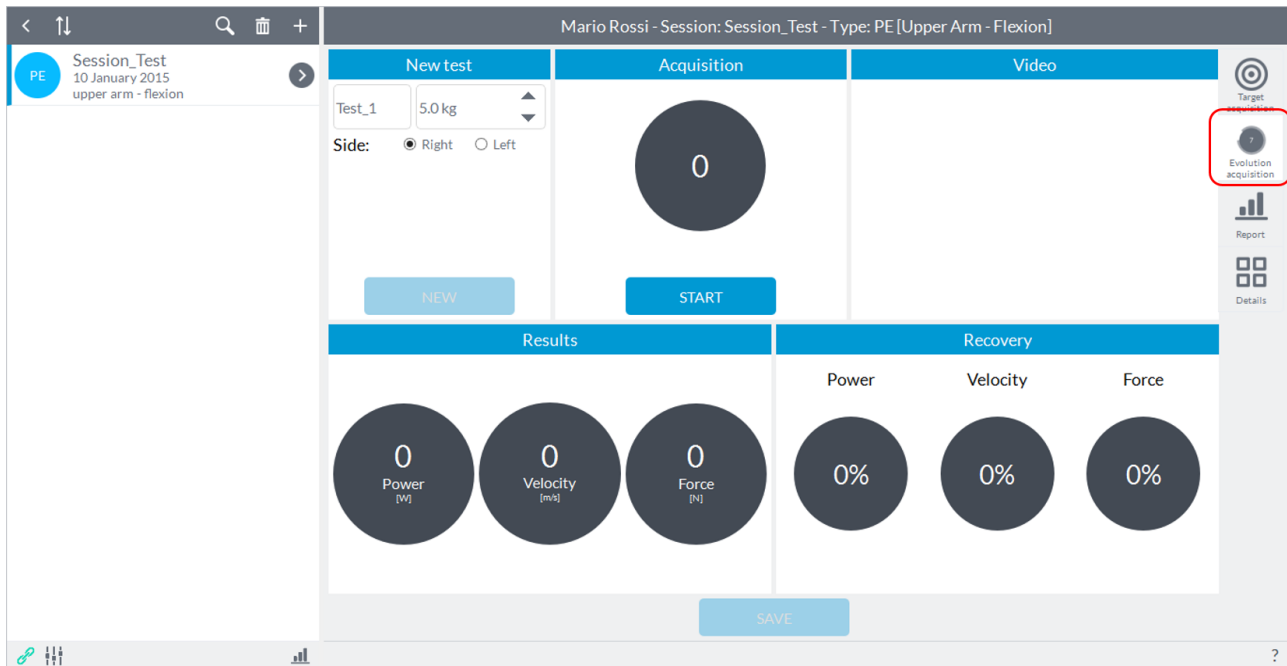 Mario Rossi - Session: Session_Test - Type: PE [Upper Arm - Flexion]
PE
Session_Test
10 January 2015
upper arm - flexion
New test
Test_1
5.0 kg
Side:
Right
Left
NEW
Acquisition
0
START
Video
Target
acquisition
7
Evolution
acquisition
Report
Details
Results
0
Power
[W]
0
Velocity
[m/s]
0
Force
[N]
Recovery
Power
Velocity
Force
0%
0%
0%
SAVE
?